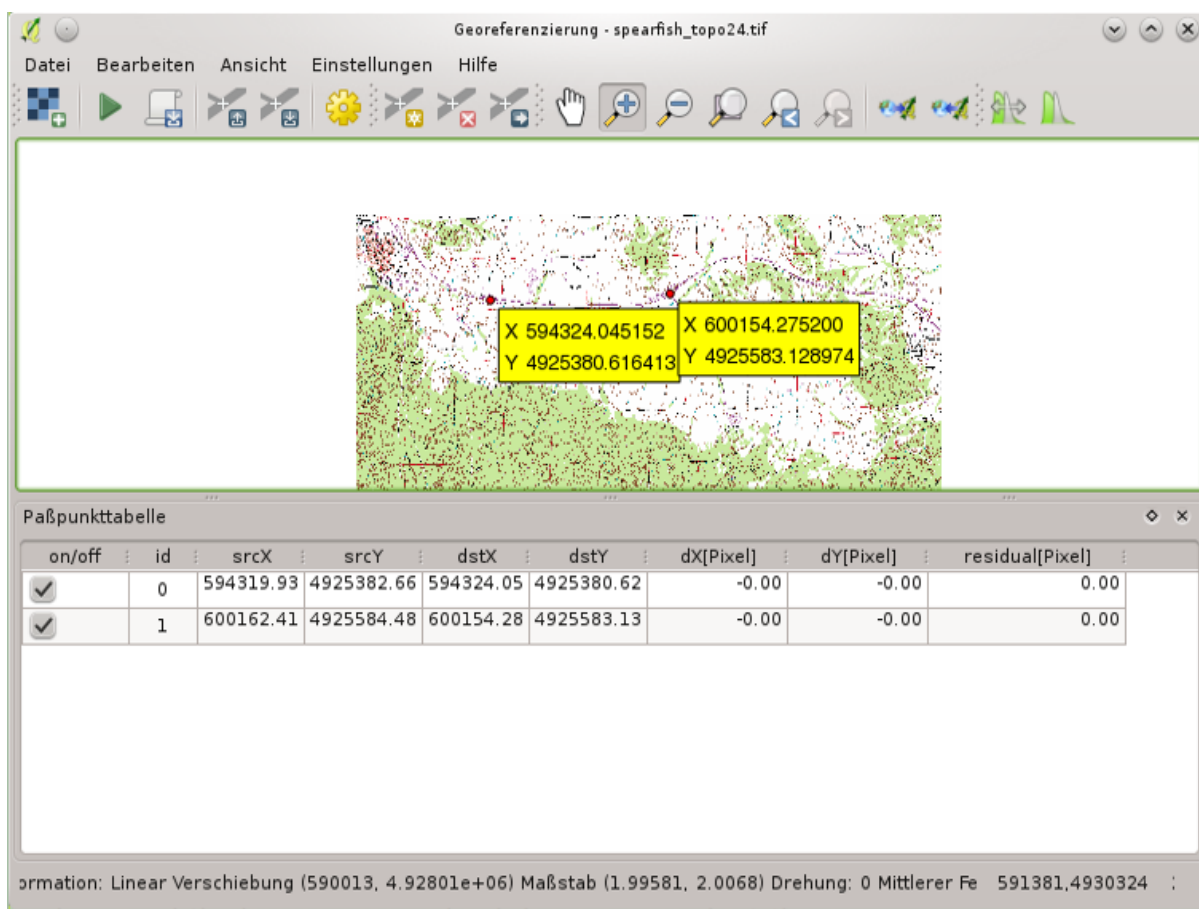 Georeferenzierung - spearfish_topo24.tif
Datei Bearbeiten Ansicht Einstellungen Hilfe
X 594324.045152
Y 4925380.616413
X 600154.275200
Y 4925583.128974
Paßpunkttabelle
on/off id srcX srcY dstX dstY dX[Pixel] dY[Pixel] residual[Pixel]
0 594319.93 4925382.66 594324.05 4925380.62 -0.00 -0.00 0.00
1 600162.41 4925584.48 600154.28 4925583.13 -0.00 -0.00 0.00
ormation: Linear Verschiebung (590013, 4.92801e+06) Maßstab (1.99581, 2.0068) Drehung: 0 Mittlerer Fe 591381,4930324